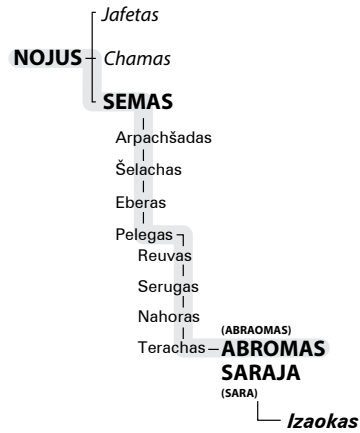 Jafetas
NOJUS
Chamas
SEMAS
Arpachšadas
Šelachas
Eberas
Pelegas
Reuvas
Serugas
Nahoras
(ABRAOMAS)
Terachas ABROMAS
SARAJA
(SARA)
Izaokas